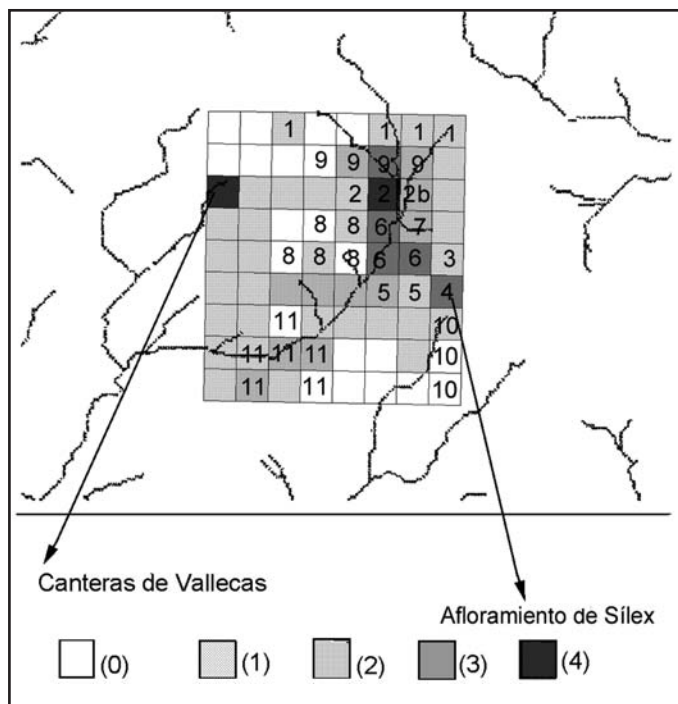 1 1 1 1
9 9 9 9
2 2 2b
8 8 6 7
8 8 8 6 6 3
5 5 4
11 10
11 11 11 10
11 11 10
Canteras de Vallecas
Afloramiento de Sílex
(0) (1) (2) (3) (4)